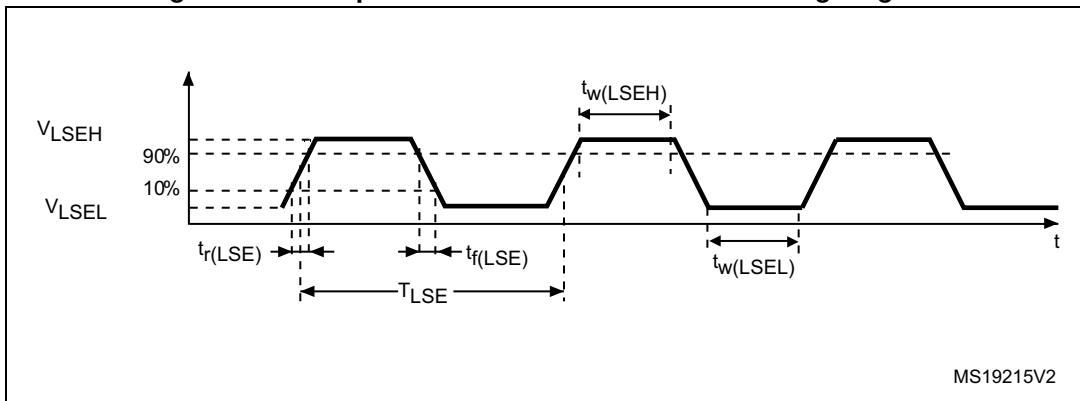 tw(LSEH)
VLSEH
90%
10%
VLSEL
tr(LSE)
tf(LSE)
tw(LSEL)
t
TLSE
MS19215V2